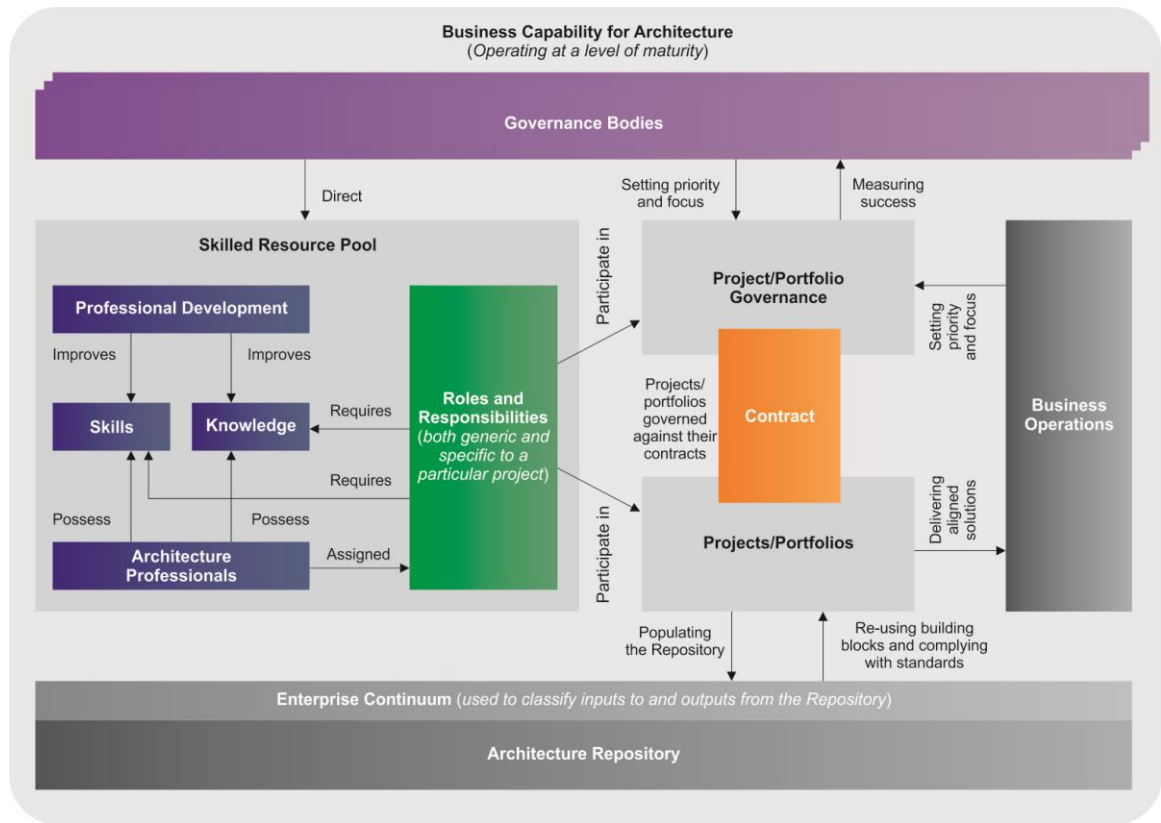 Business Capability for Architecture
(Operating at a level of maturity)
Governance Bodies
Direct
Setting priority
and focus
Measuring
success
Skilled Resource Pool
Professional Development
Improves
Improves
Skills
Knowledge
Requires
Requires
Possess
Possess
Architecture
Professionals
Assigned
Roles and
Responsibilities
(both generic and
specific to a
particular project)
Participate in
Participate in
Project/Portfolio
Governance
Projects/
portfolios
governed
against their
contracts
Contract
Projects/Portfolios
Setting
priority
and focus
Delivering
aligned
solutions
Business
Operations
Populating
the Repository
Re-using building
blocks and complying
with standards
Enterprise Continuum (used to classify inputs to and outputs from the Repository)
Architecture Repository